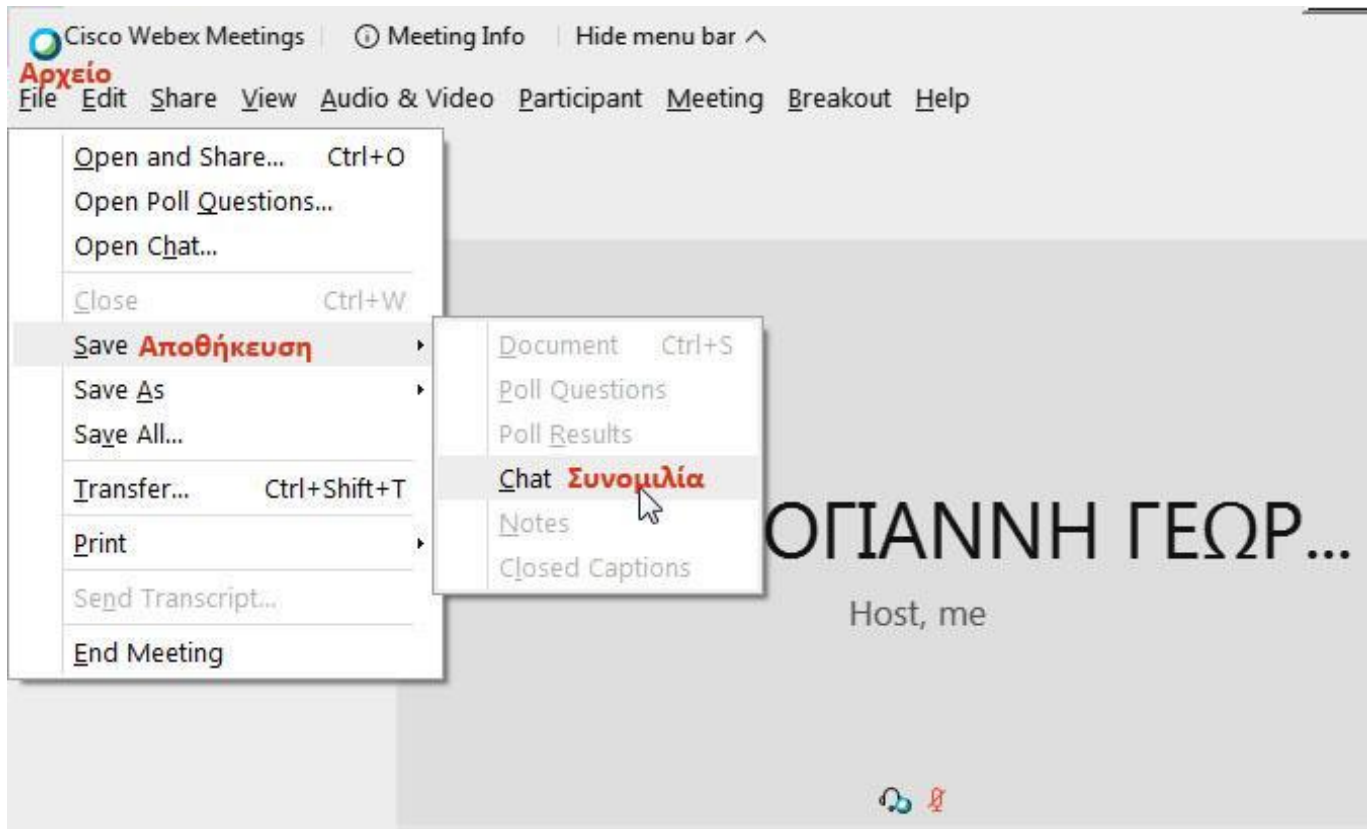 Cisco Webex Meetings Meeting Info Hide menu bar
Αρχείο
File Edit Share View Audio & Video Participant Meeting Breakout Help
Open and Share... Ctrl+O
Open Poll Questions...
Open Chat...
Close Ctrl+W
Save Αποθήκευση
Save As
Save All...
Transfer... Ctrl+Shift+T
Print
Send Transcript...
End Meeting
Document Ctrl+S
Poll Questions
Poll Results
Chat Συνομιλία
Notes
Closed Captions
ΟΓΙΑΝΝΗ ΓΕΩΡ...
Host, me